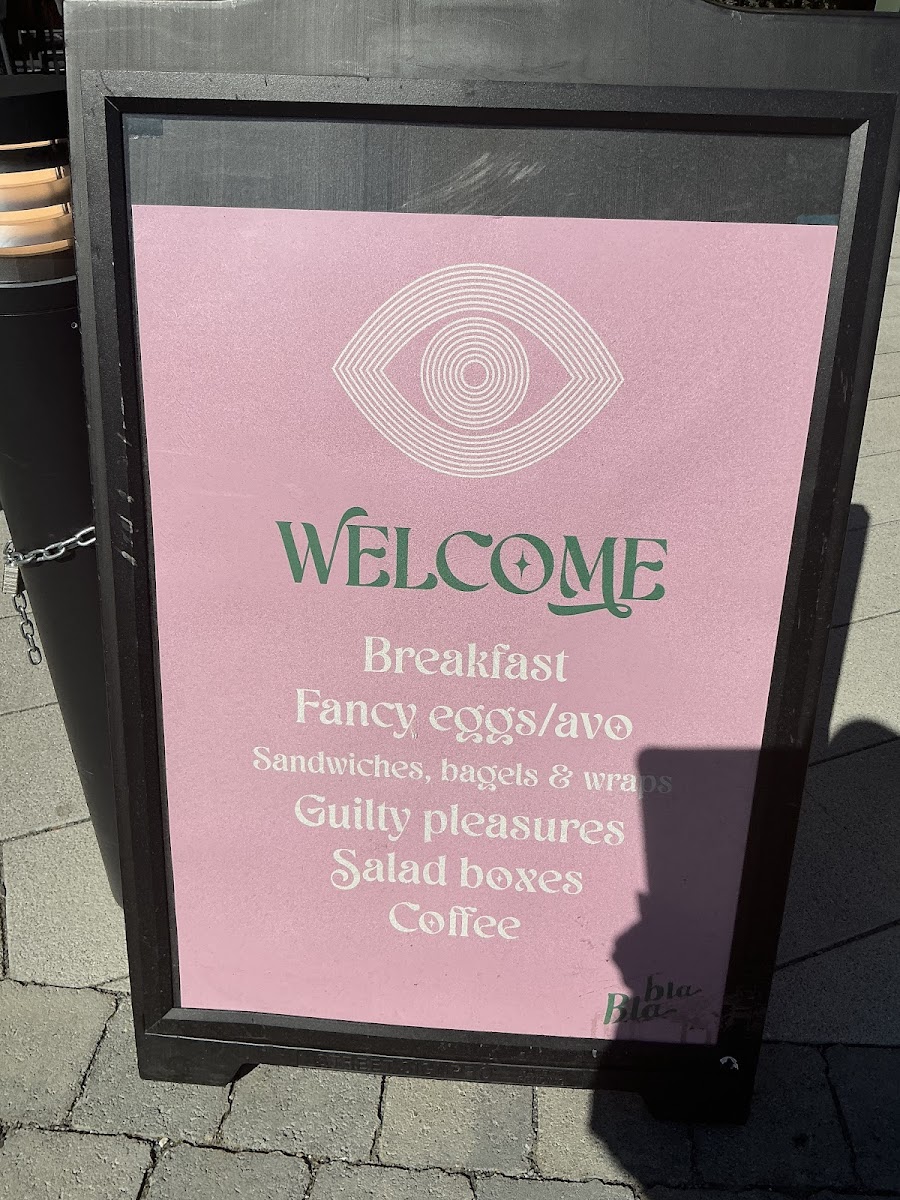 WELCOME
Breakfast
Fancy eggs/avo
Sandwiches, bagels & wraps
Guilty pleasures
Salad boxes
Coffee
bla
Bla